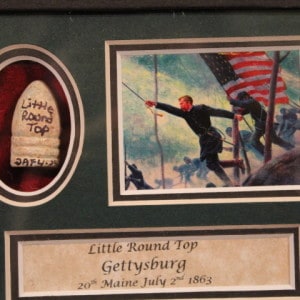 Little
Round
Top
Little Round Top
Gettysburg
20th Maine July 2nd 1863